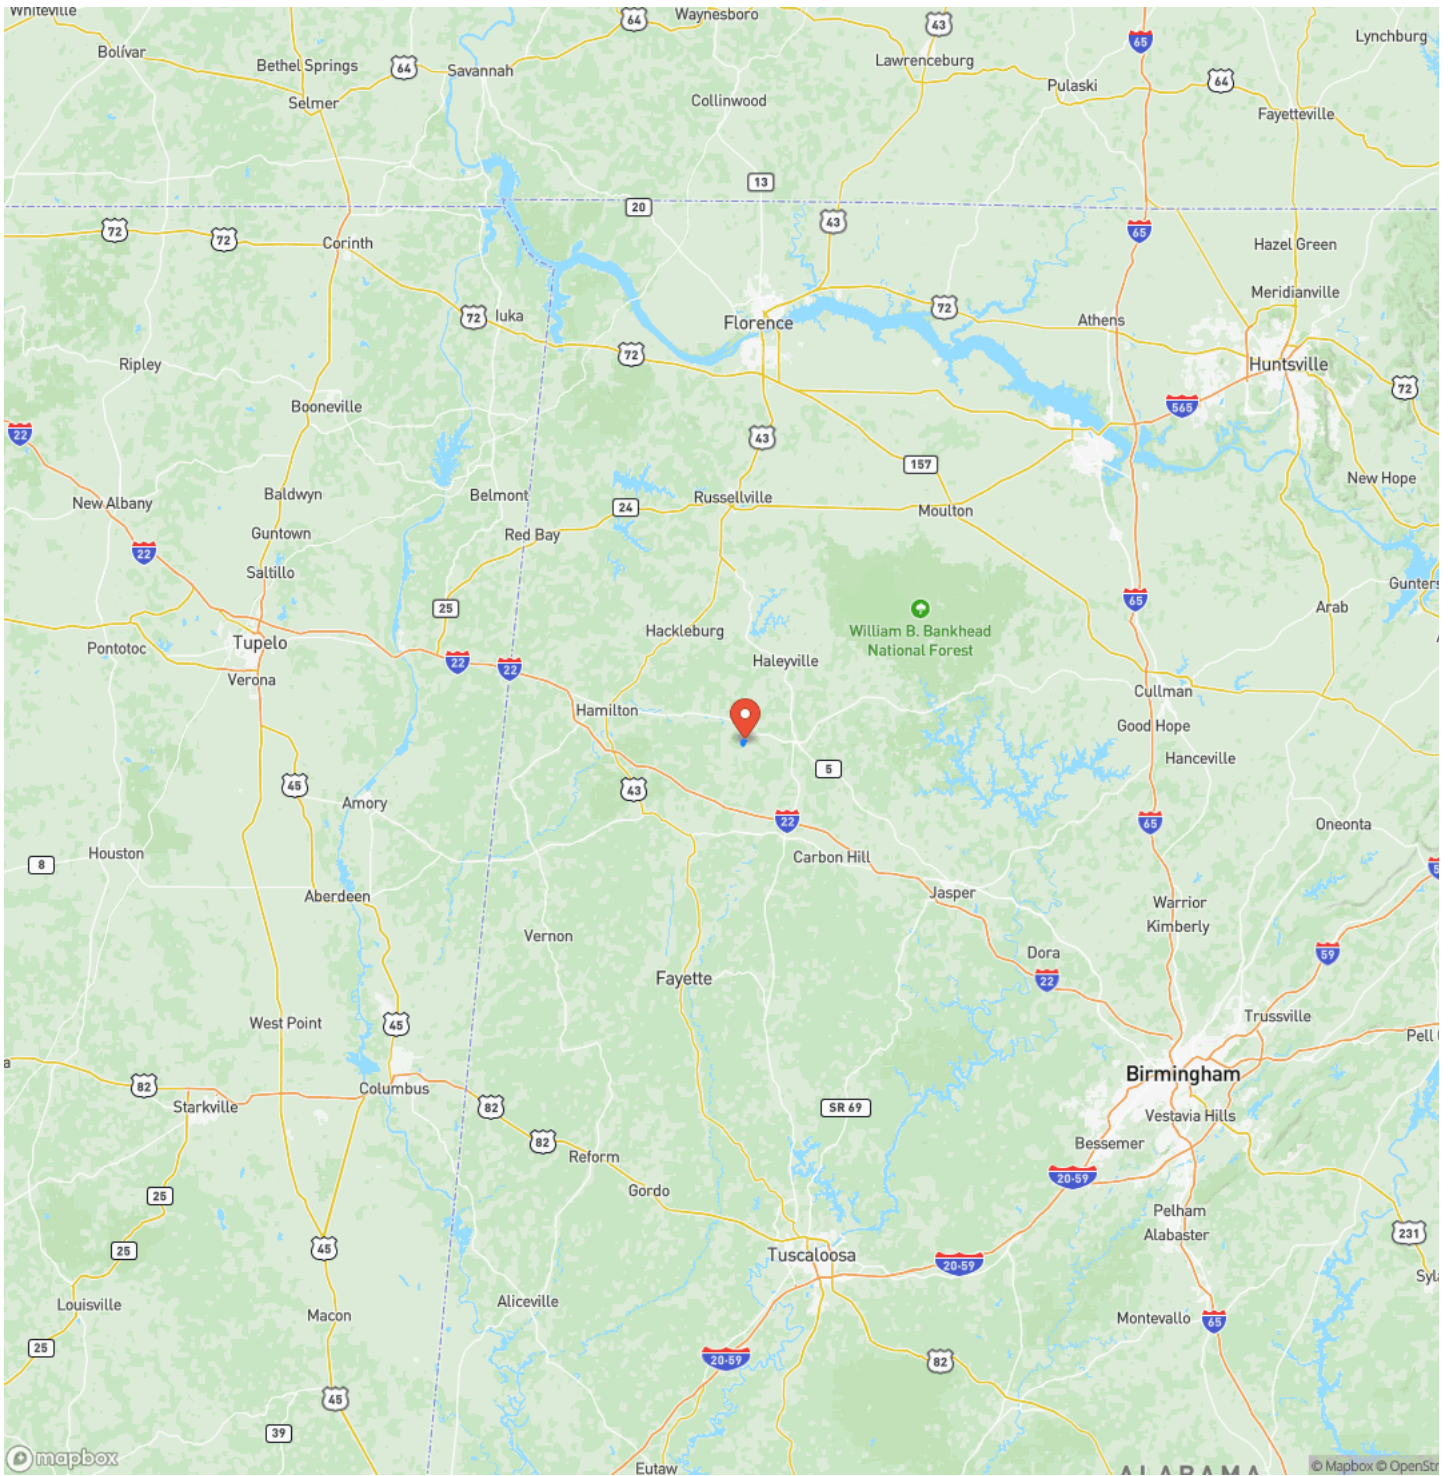 Whiteville
64
Waynesboro
43
65
Lynchburg
Bolívar
Bethel Springs
64
Savannah
Lawrenceburg
Pulaski
64
Selmer
Collinwood
Fayetteville
13
20
72
72
Corinth
43
65
Hazel Green
Meridianville
72
Iuka
Florence
72
Athens
72
Ripley
Huntsville
72
Booneville
565
22
43
157
New Albany
Baldwyn
Belmont
24
Russellville
Moulton
New Hope
Guntown
Red Bay
22
Saltillo
Gunters
25
65
Arab
William B. Bankhead
National Forest
Hackleburg
Tupelo
Pontotoc
22
22
Haleyville
Verona
Cullman
Hamilton
Good Hope
5
Hanceville
45
43
Amory
22
65
Oneonta
Houston
8
Carbon Hill
5
Aberdeen
Jasper
Warrior
Kimberly
Vernon
Dora
59
Fayette
22
West Point
45
Trussville
Pell
a
82
Columbus
Birmingham
Starkville
82
SR 69
Vestavia Hills
82
Bessemer
Reform
20-59
25
Gordo
Pelham
Alabaster
45
25
231
Tuscaloosa
20-59
Syl
Louisville
Aliceville
Macon
Montevallo
65
25
20-59
82
45
39
mapbox
Eutaw
ALABAMA
© Mapbox © OpenStr